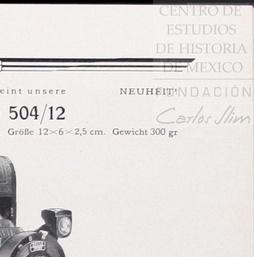 CENTRO DE
ESTUDIOS
DE HISTORIA
DE MEXICO
FUNDACIÓN
Carlos Slim
eint unsere NEUHEIT!
504/12
Größe 12×6×2,5 cm. Gewicht 300 gr